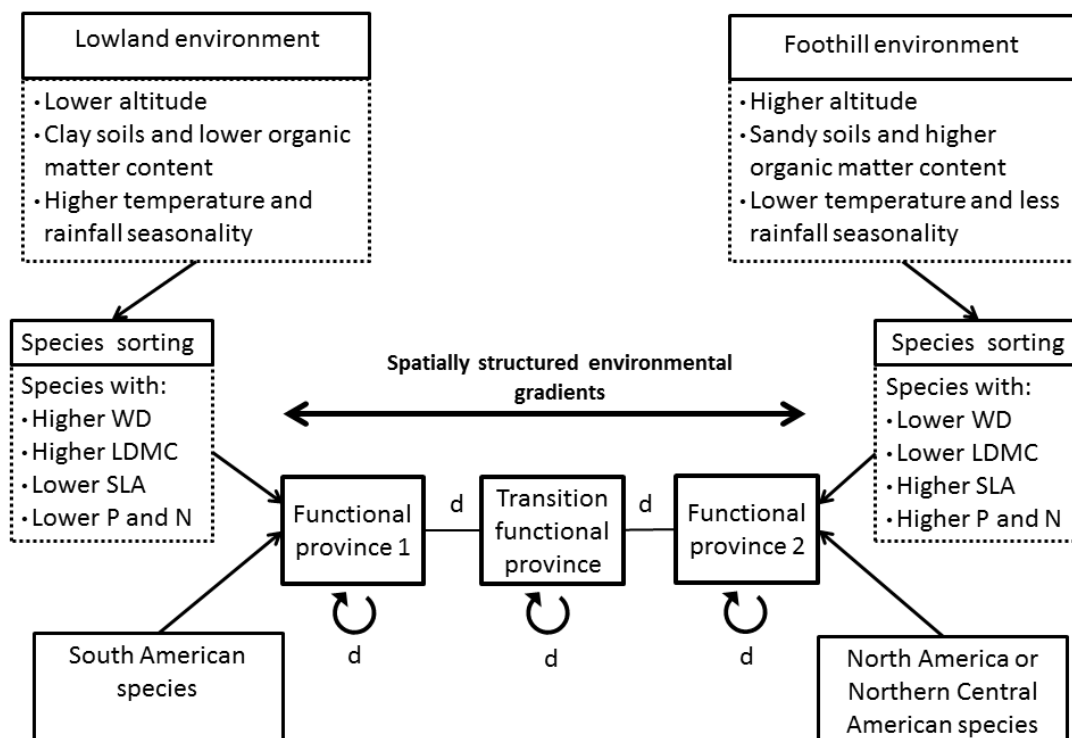 Lowland environment
• Lower altitude
• Clay soils and lower organic
matter content
• Higher temperature and
rainfall seasonality
Foothill environment
• Higher altitude
• Sandy soils and higher
organic matter content
• Lower temperature and less
rainfall seasonality
Species sorting
Species with:
• Higher WD
• Higher LDMC
• Lower SLA
• Lower P and N
Spatially structured environmental
gradients
Species sorting
Species with:
• Lower WD
• Lower LDMC
• Higher SLA
• Higher P and N
Functional
province 1
d
Transition
functional
province
d
Functional
province 2
d
d
d
South American
species
North America or
Northern Central
American species